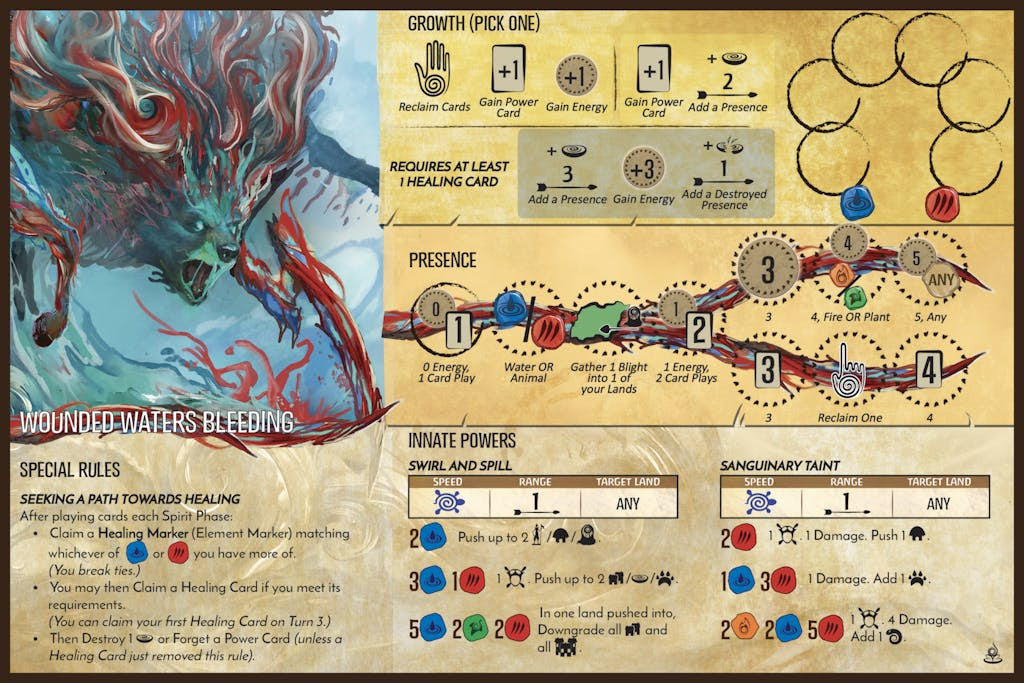 GROWTH (PICK ONE)
+1
+1
+1
+
2
Reclaim Cards
Gain Power
Card
Gain Energy
Gain Power
Card
Add a Presence
REQUIRES AT LEAST
1 HEALING CARD
+
3
+3
+
1
Add a Presence
Gain Energy
Add a Destroyed
Presence
PRESENCE
0
1
/
1
2
3
4
5
ANY
0 Energy,
1 Card Play
Water OR
Animal
Gather 1 Blight
into 1 of
your Lands
1 Energy,
2 Card Plays
3
4, Fire OR Plant
5, Any
3
4
3
Reclaim One
4
WOUNDED WATERS BLEEDING
SPECIAL RULES
SEEKING A PATH TOWARDS HEALING
After playing cards each Spirit Phase:
• Claim a Healing Marker (Element Marker) matching
whichever of or you have more of.
(You break ties.)
• You may then Claim a Healing Card if you meet its
requirements.
(You can claim your first Healing Card on Turn 3.)
• Then Destroy 1 or Forget a Power Card (unless a
Healing Card just removed this rule).
INNATE POWERS
SWIRL AND SPILL
SPEED RANGE TARGET LAND
1 ANY
2 Push up to 2 / /
3 1 1 . Push up to 2 / / .
5 2 2 In one land pushed into,
Downgrade all and
all .
SANGUINARY TAINT
SPEED RANGE TARGET LAND
1 ANY
2 1 . 1 Damage. Push 1 .
1 3 1 Damage. Add 1 .
2 2 5 1 . 4 Damage.
Add 1 .